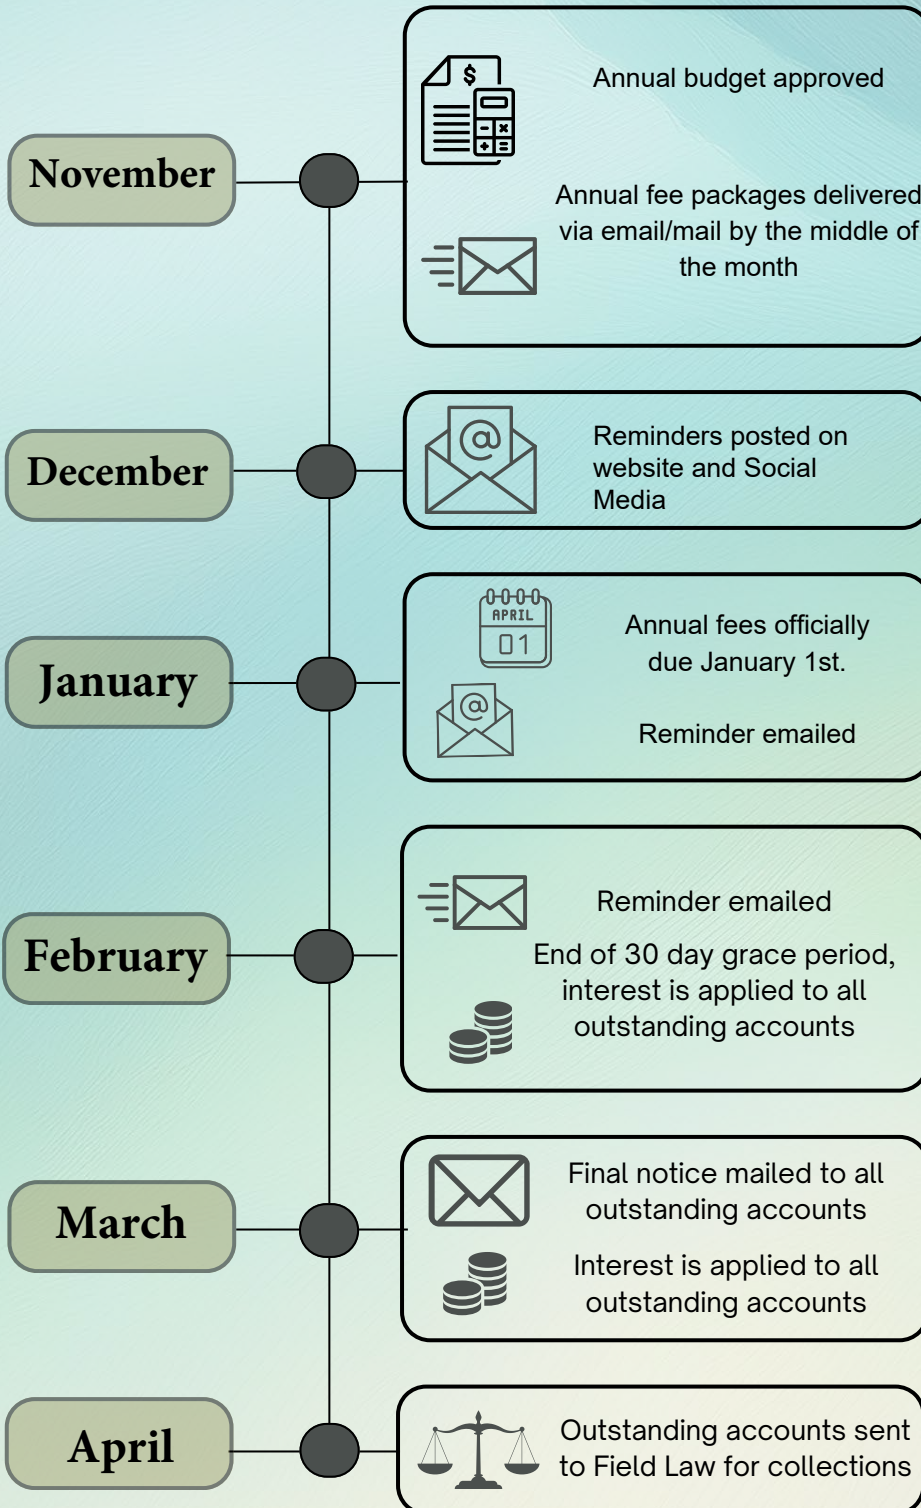 $
Annual budget approved
November
Annual fee packages delivered
via email/mail by the middle of
the month
December
@
Reminders posted on
website and Social
Media
January
APRIL
01
Annual fees officially
due January 1st.
@
Reminder emailed
February
Reminder emailed
End of 30 day grace period,
interest is applied to all
outstanding accounts
March
Final notice mailed to all
outstanding accounts
Interest is applied to all
outstanding accounts
April
Outstanding accounts sent
to Field Law for collections